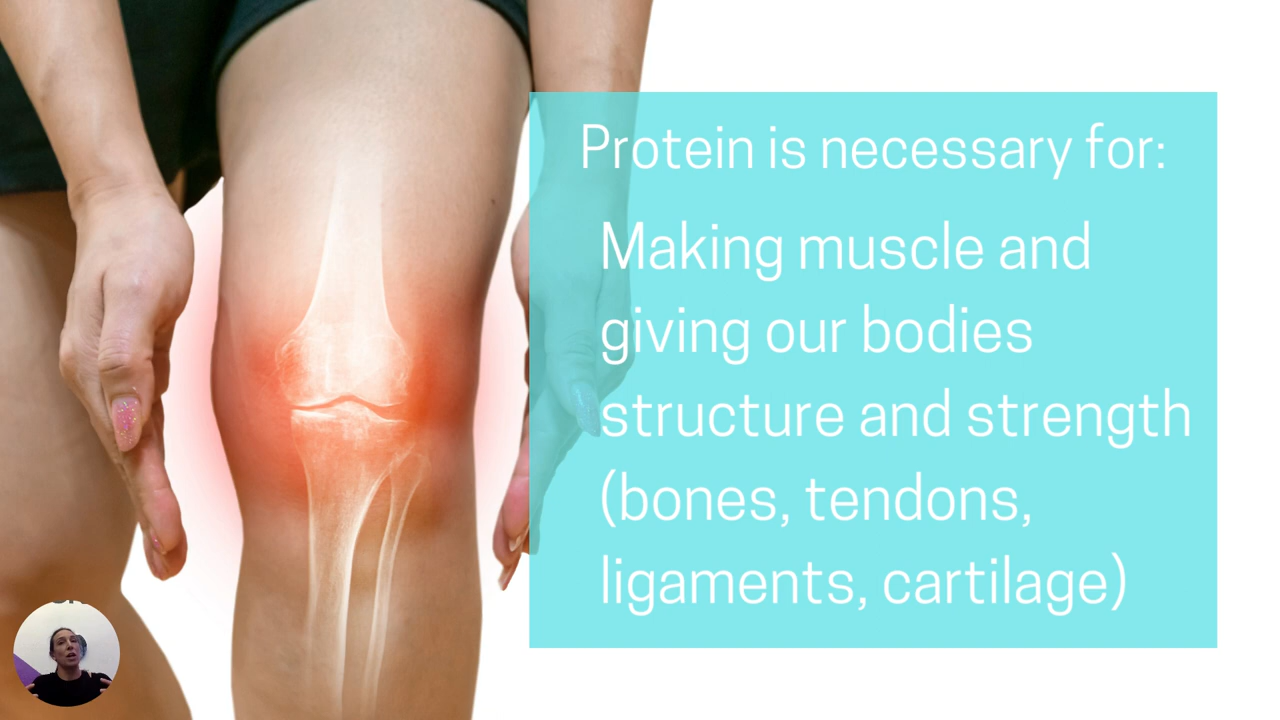 Protein is necessary for:
Making muscle and
giving our bodies
structure and strength
(bones, tendons,
ligaments, cartilage)